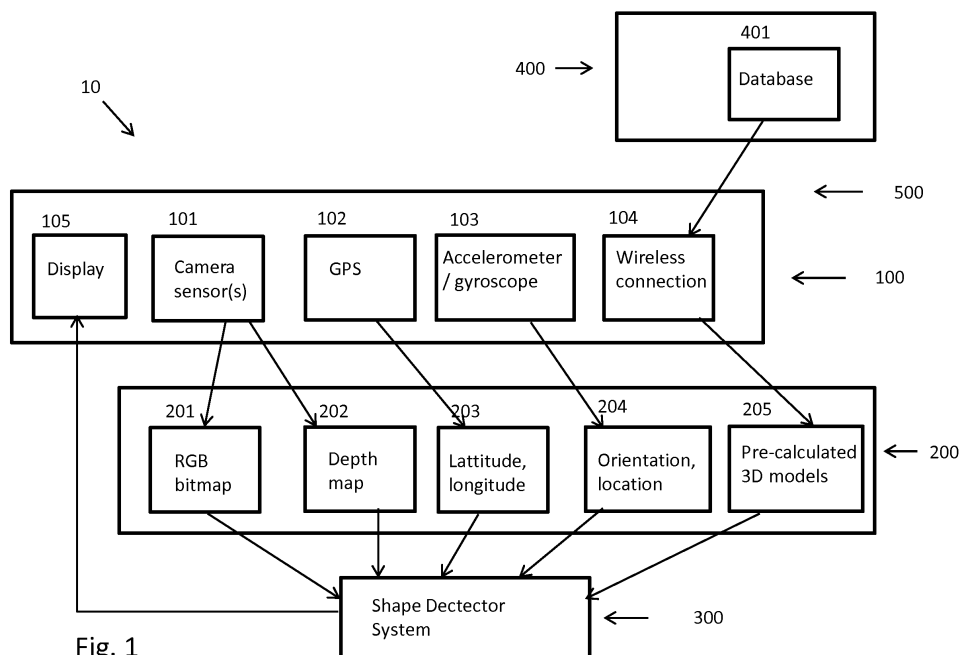 401
400
Database
10
500
105
101
102
103
104
Display
Camera
sensor(s)
GPS
Accelerometer
/ gyroscope
Wireless
connection
100
201
202
203
204
205
RGB
bitmap
Depth
map
Lattitude,
longitude
Orientation,
location
Pre-calculated
3D models
200
Shape Dectector
System
300
Fig. 1